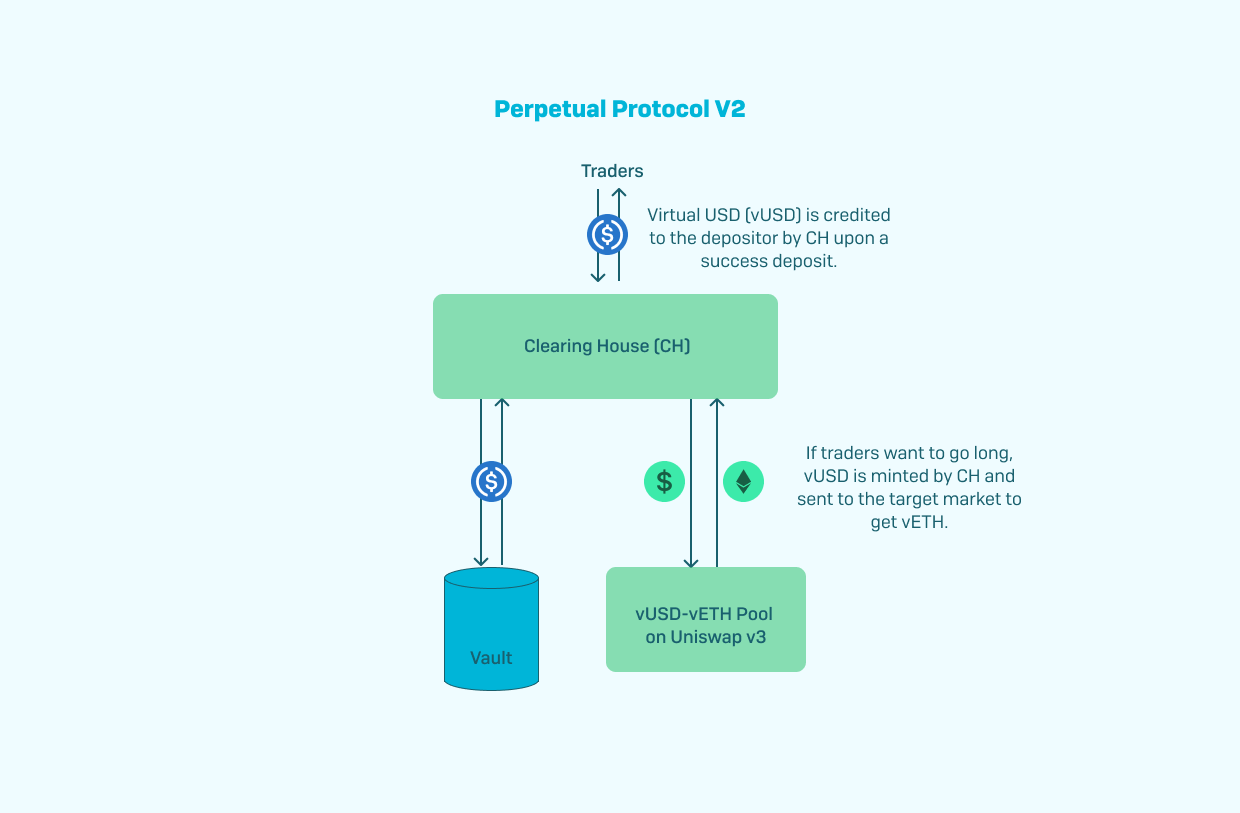 Perpetual Protocol V2
Traders
Virtual USD (vUSD) is credited
to the depositor by CH upon a
success deposit.
Clearing House (CH)
If traders want to go long,
vUSD is minted by CH and
sent to the target market to
get vETH.
vUSD-vETH Pool
on Uniswap v3
Vault